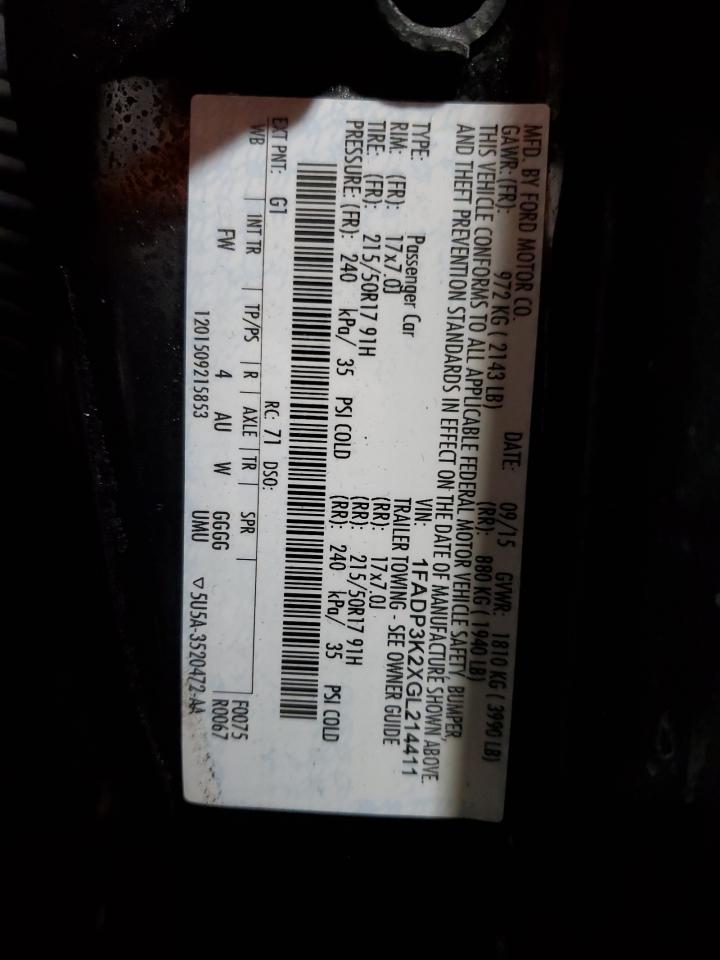 MFD. BY FORD MOTOR CO. DATE: 09/15 GVWR: 1810 KG ( 3990 LB)
GAWR:(FR): 972 KG ( 2143 LB) (RR): 880 KG ( 1940 LB)
THIS VEHICLE CONFORMS TO ALL APPLICABLE FEDERAL MOTOR VEHICLE SAFETY, BUMPER,
AND THEFT PREVENTION STANDARDS IN EFFECT ON THE DATE OF MANUFACTURE SHOWN ABOVE.
VIN: 1FADP3K2XGL214411
TYPE: Passenger Car TRAILER TOWING - SEE OWNER GUIDE
RIM: (FR): 17x7.0J (RR): 17x7.0J
TIRE: (FR): 215/50R17 91H (RR): 215/50R17 91H
PRESSURE: (FR): 240 kPa/ 35 PSI COLD (RR): 240 kPa/ 35 PSI COLD
EXT PNT: G1 RC: 71 DSO: F0075
WB INT TR TP/PS R AXLE TR SPR R0067
FW 4 AU W GGGG
1201509215853 UMU ▽5U5A-3520472-AA